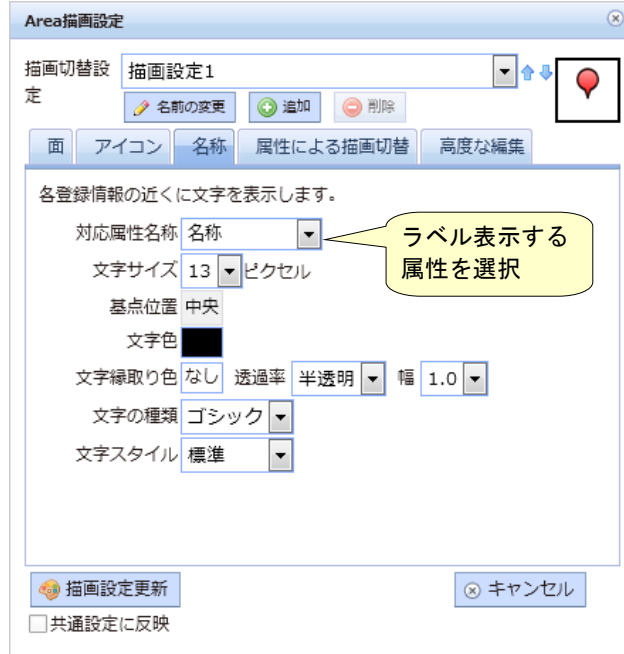 Area描画設定
描画切替設定
描画設定1
名前の変更 追加 削除
面 アイコン 名称 属性による描画切替 高度な編集
各登録情報の近くに文字を表示します。
対応属性名称 名称
ラベル表示する
属性を選択
文字サイズ 13 ピクセル
基点位置 中央
文字色
文字縁取り色 なし 透過率 半透明 幅 1.0
文字の種類 ゴシック
文字スタイル 標準
描画設定更新 キャンセル
共通設定に反映